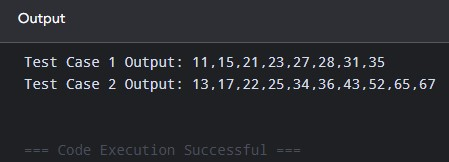 Output
Test Case 1 Output: 11,15,21,23,27,28,31,35
Test Case 2 Output: 13,17,22,25,34,36,43,52,65,67
=== Code Execution Successful ===